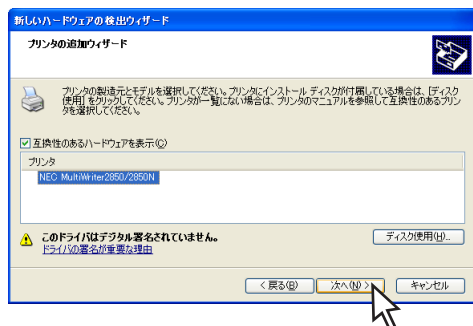 新しいハードウェアの検出ウィザード
プリンタの追加ウィザード
プリンタの製造元とモデルを選択してください。プリンタにインストール ディスクが付属している場合は、[ディスク
使用] をクリックしてください。プリンタが一覧にない場合は、プリンタのマニュアルを参照して互換性のあるプリン
タを選択してください。
互換性のあるハードウェアを表示(C)
プリンタ
NEC MultiWriter2850/2850N
このドライバはデジタル署名されていません。
ディスク使用(H)...
ドライバの署名が重要な理由
< 戻る(B)
次へ(N) >
キャンセル